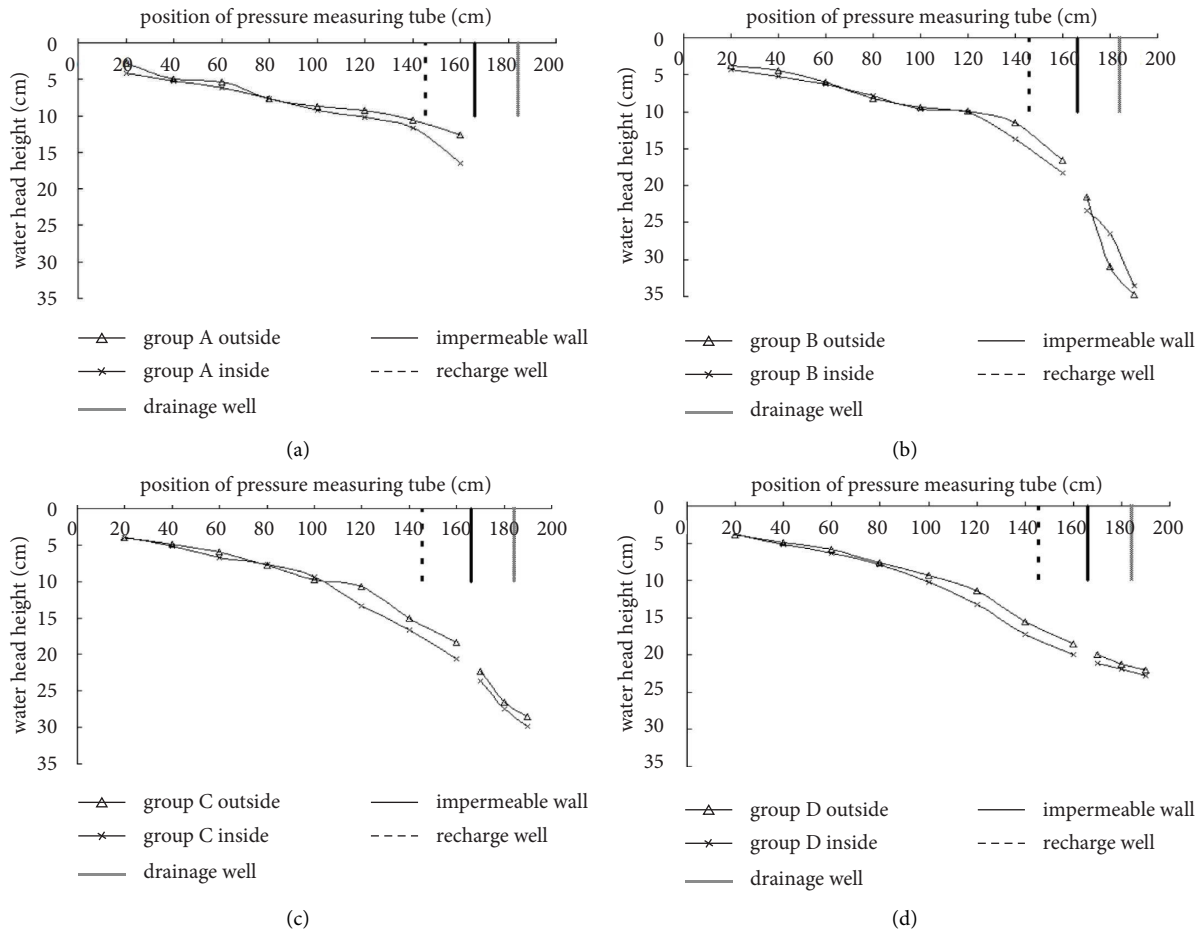 position of pressure measuring tube (cm)
0 20 40 60 80 100 120 140 160 180 200
water head height (cm)
0
5
10
15
20
25
30
35
group A outside
impermeable wall
group A inside
recharge well
drainage well
(a)
position of pressure measuring tube (cm)
0 20 40 60 80 100 120 140 160 180 200
water head height (cm)
0
5
10
15
20
25
30
35
group B outside
impermeable wall
group B inside
recharge well
drainage well
(b)
position of pressure measuring tube (cm)
0 20 40 60 80 100 120 140 160 180 200
water head height (cm)
0
5
10
15
20
25
30
35
group C outside
impermeable wall
group C inside
recharge well
drainage well
(c)
position of pressure measuring tube (cm)
0 20 40 60 80 100 120 140 160 180 200
water head height (cm)
0
5
10
15
20
25
30
35
group D outside
impermeable wall
group D inside
recharge well
drainage well
(d)